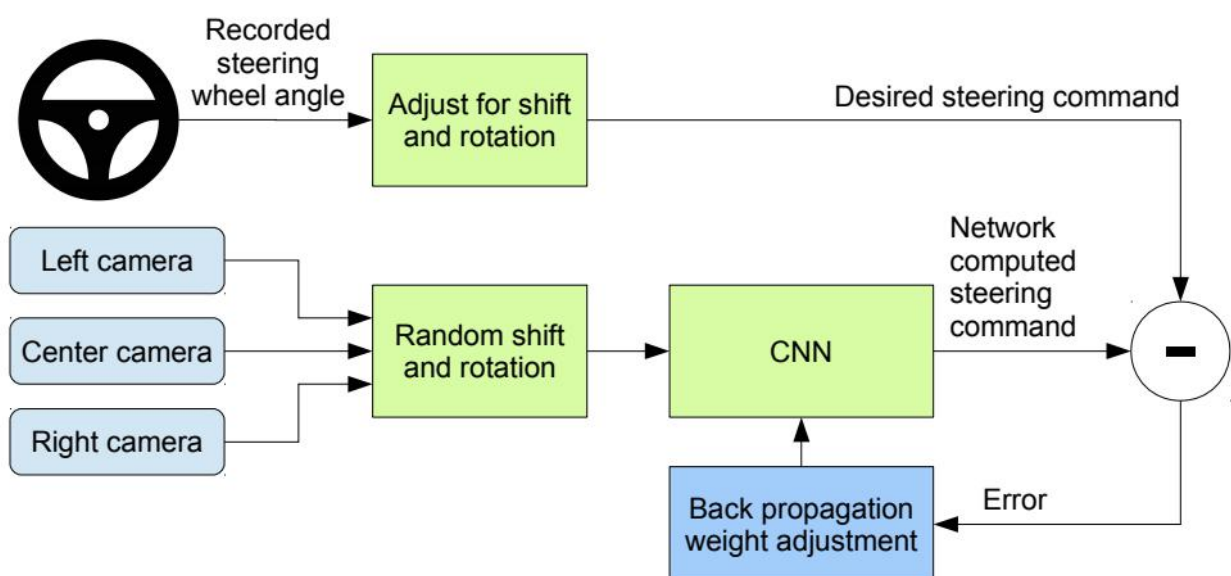 Recorded
steering
wheel angle
Adjust for shift
and rotation
Desired steering command
Left camera
Center camera
Right camera
Random shift
and rotation
CNN
Network
computed
steering
command
-
Back propagation
weight adjustment
Error